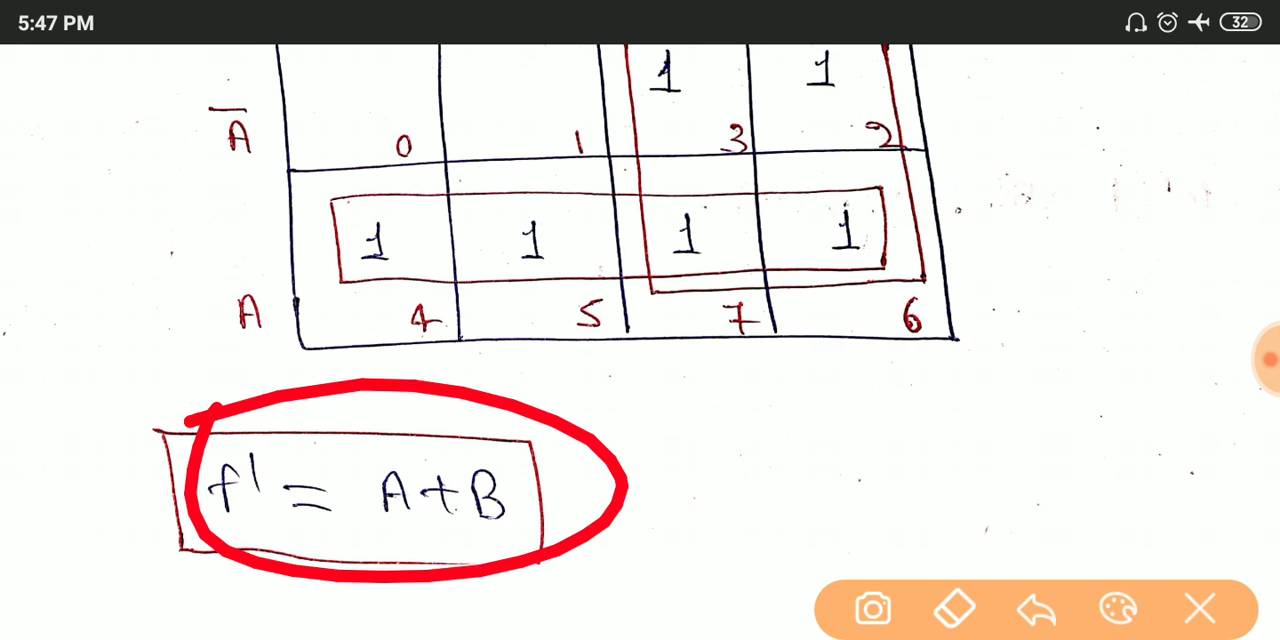 5:47 PM 32
1 1
A̅ 0 1 3 2
1 1 1 1
A 4 5 7 6
f' = A+B